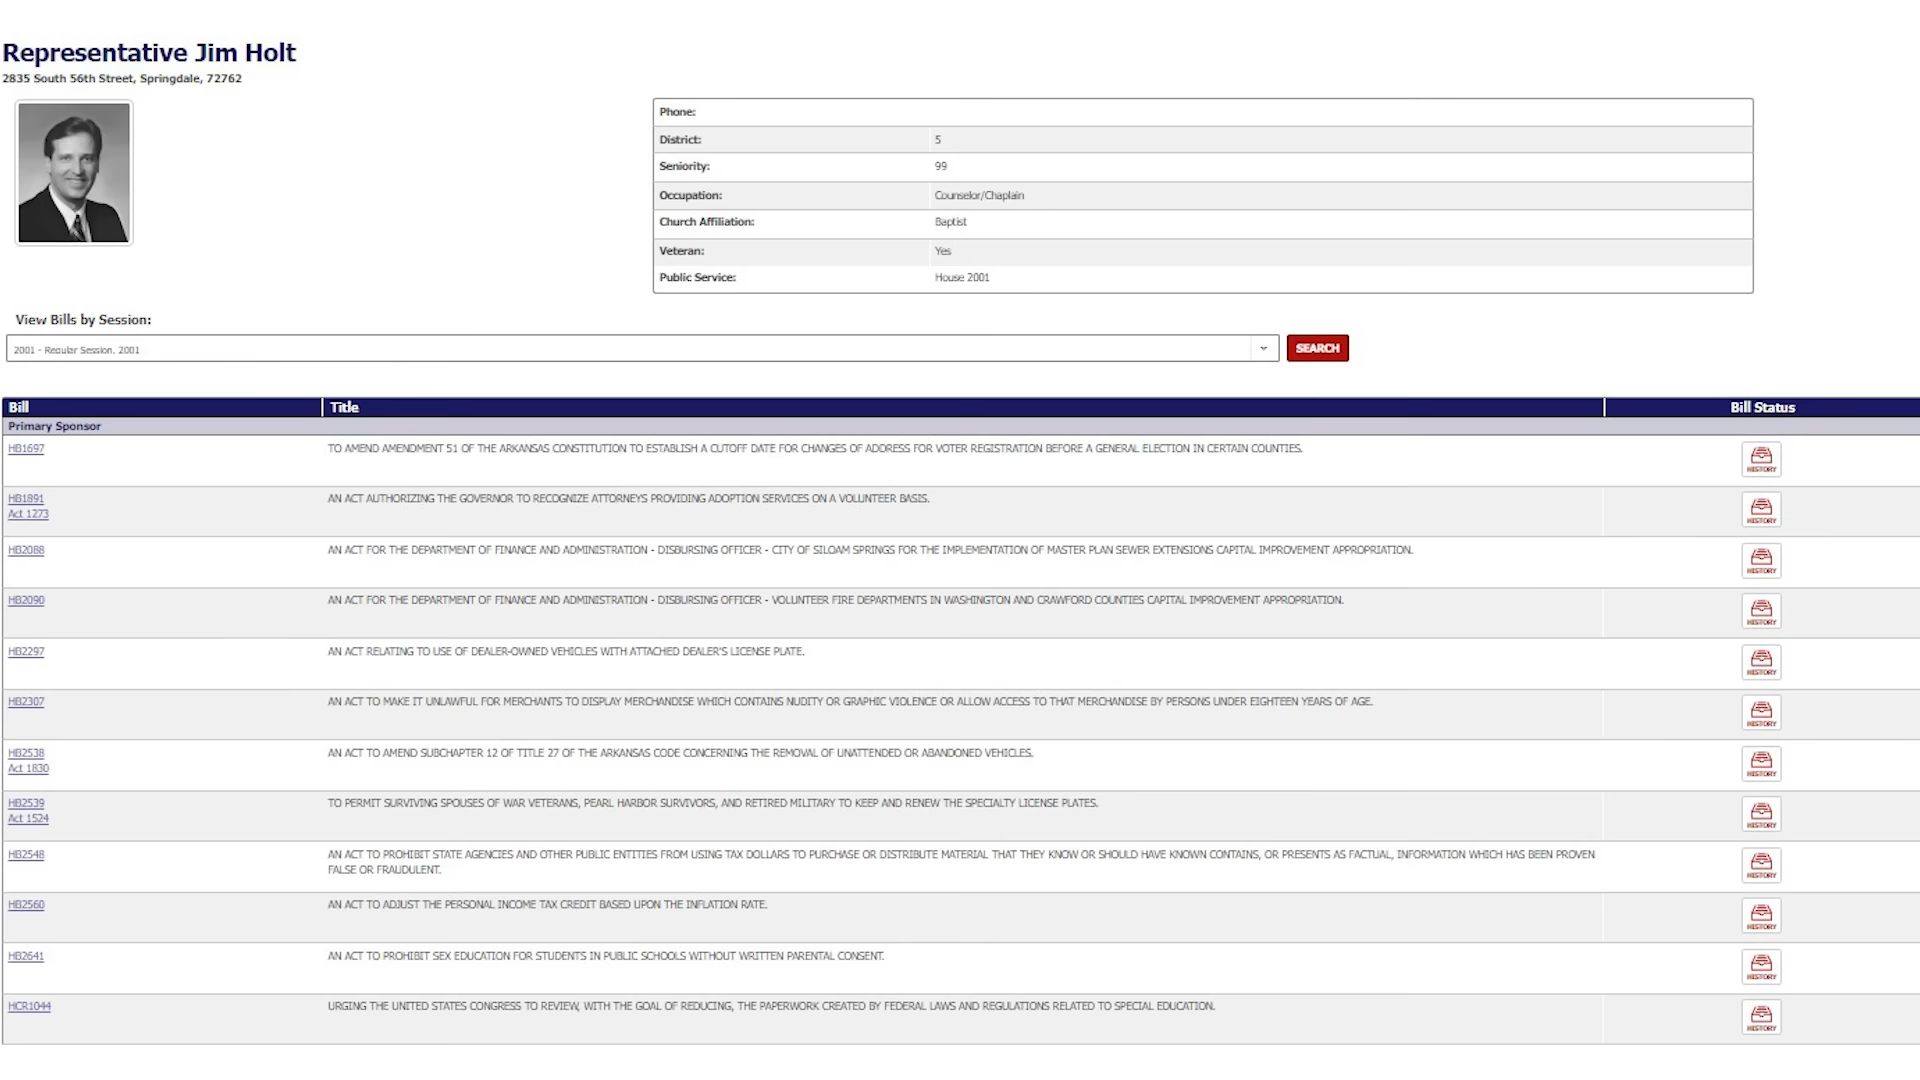 Representative Jim Holt
2835 South 56th Street, Springdale, 72762
Phone:
District: 5
Seniority: 99
Occupation: Counselor/Chaplain
Church Affiliation: Baptist
Veteran: Yes
Public Service: House 2001
View Bills by Session:
2001 - Regular Session, 2001
SEARCH
Bill Title Bill Status
Primary Sponsor
HB1697 TO AMEND AMENDMENT 51 OF THE ARKANSAS CONSTITUTION TO ESTABLISH A CUTOFF DATE FOR CHANGES OF ADDRESS FOR VOTER REGISTRATION BEFORE A GENERAL ELECTION IN CERTAIN COUNTIES.
HISTORY
HB1891 AN ACT AUTHORIZING THE GOVERNOR TO RECOGNIZE ATTORNEYS PROVIDING ADOPTION SERVICES ON A VOLUNTEER BASIS.
Act 1273
HISTORY
HB2088 AN ACT FOR THE DEPARTMENT OF FINANCE AND ADMINISTRATION - DISBURSING OFFICER - CITY OF SILOAM SPRINGS FOR THE IMPLEMENTATION OF MASTER PLAN SEWER EXTENSIONS CAPITAL IMPROVEMENT APPROPRIATION.
HISTORY
HB2090 AN ACT FOR THE DEPARTMENT OF FINANCE AND ADMINISTRATION - DISBURSING OFFICER - VOLUNTEER FIRE DEPARTMENTS IN WASHINGTON AND CRAWFORD COUNTIES CAPITAL IMPROVEMENT APPROPRIATION.
HISTORY
HB2297 AN ACT RELATING TO USE OF DEALER-OWNED VEHICLES WITH ATTACHED DEALER'S LICENSE PLATE.
HISTORY
HB2307 AN ACT TO MAKE IT UNLAWFUL FOR MERCHANTS TO DISPLAY MERCHANDISE WHICH CONTAINS NUDITY OR GRAPHIC VIOLENCE OR ALLOW ACCESS TO THAT MERCHANDISE BY PERSONS UNDER EIGHTEEN YEARS OF AGE.
HISTORY
HB2538 AN ACT TO AMEND SUBCHAPTER 12 OF TITLE 27 OF THE ARKANSAS CODE CONCERNING THE REMOVAL OF UNATTENDED OR ABANDONED VEHICLES.
Act 1830
HISTORY
HB2539 TO PERMIT SURVIVING SPOUSES OF WAR VETERANS, PEARL HARBOR SURVIVORS, AND RETIRED MILITARY TO KEEP AND RENEW THE SPECIALTY LICENSE PLATES.
Act 1524
HISTORY
HB2548 AN ACT TO PROHIBIT STATE AGENCIES AND OTHER PUBLIC ENTITIES FROM USING TAX DOLLARS TO PURCHASE OR DISTRIBUTE MATERIAL THAT THEY KNOW OR SHOULD HAVE KNOWN CONTAINS, OR PRESENTS AS FACTUAL, INFORMATION WHICH HAS BEEN PROVEN
FALSE OR FRAUDULENT.
HISTORY
HB2560 AN ACT TO ADJUST THE PERSONAL INCOME TAX CREDIT BASED UPON THE INFLATION RATE.
HISTORY
HB2641 AN ACT TO PROHIBIT SEX EDUCATION FOR STUDENTS IN PUBLIC SCHOOLS WITHOUT WRITTEN PARENTAL CONSENT.
HISTORY
HCR1044 URGING THE UNITED STATES CONGRESS TO REVIEW, WITH THE GOAL OF REDUCING, THE PAPERWORK CREATED BY FEDERAL LAWS AND REGULATIONS RELATED TO SPECIAL EDUCATION.
HISTORY